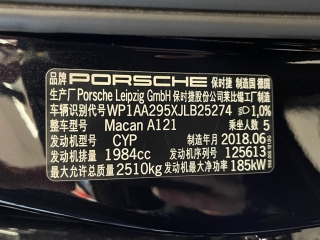 品牌 PORSCHE 保时捷 制造国 德国
生产厂 Porsche Leipzig GmbH 保时捷股份公司莱比锡工厂制造
车辆识别代号 WP1AA295XJLB25274 1,0%
整车型号 Macan A121 乘坐人数 5
发动机型号 CYP 制造年月 2018.06
发动机排量 1984cc 发动机序列号 125613
最大允许总质量 2510kg 发动机最大净功率 185kW